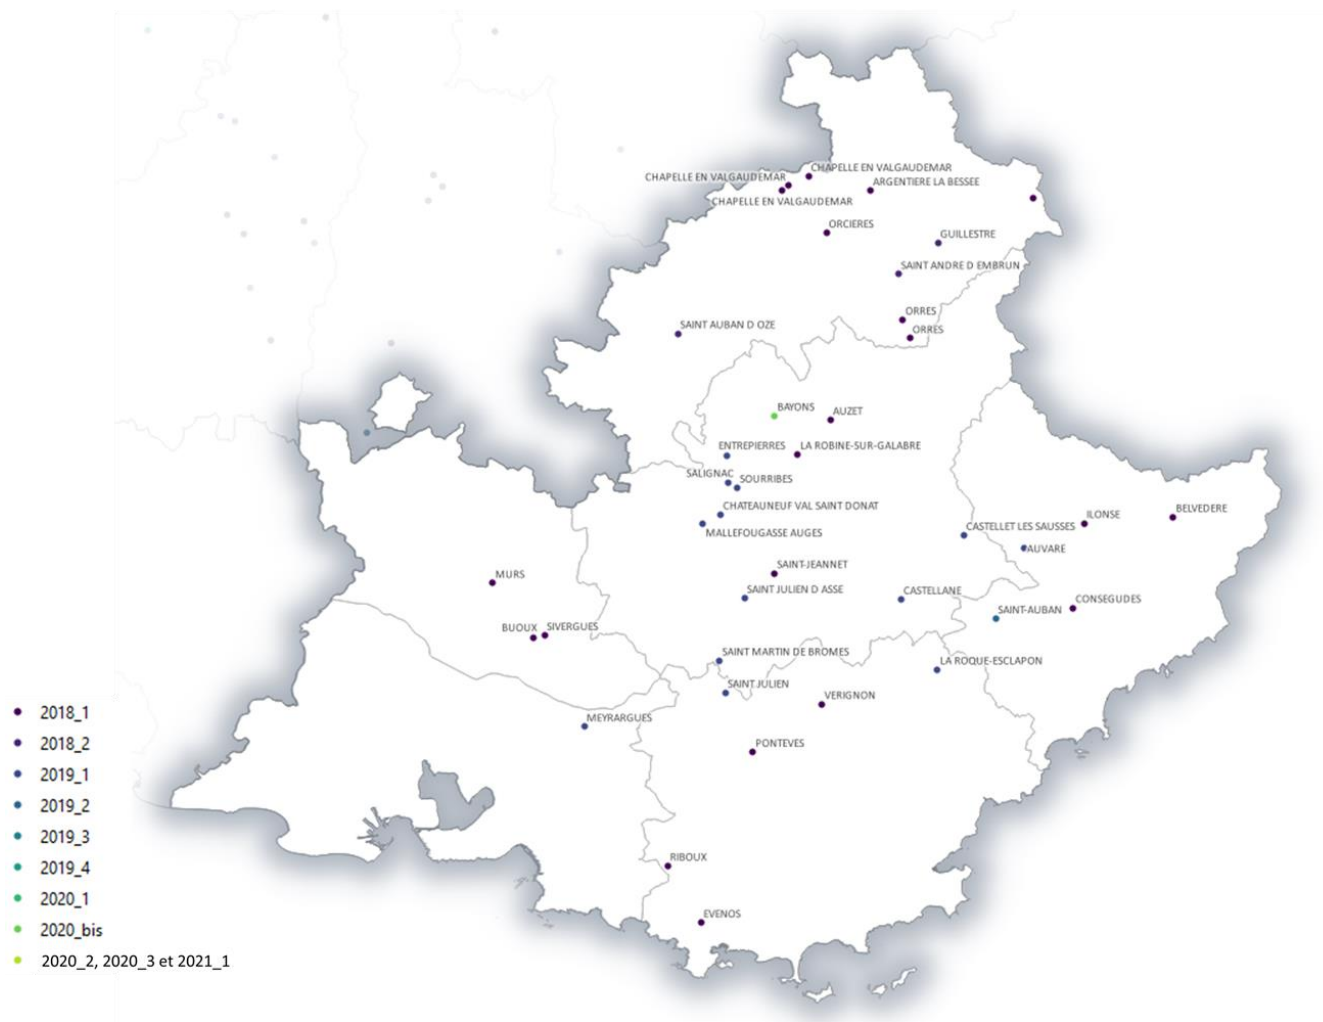 CHAPELLE EN VALGAUDEMAR
CHAPELLE EN VALGAUDEMAR
ARGENTIERE LA BESSEE
CHAPELLE EN VALGAUDEMAR
ORCIERES
GUILLESTRE
SAINT ANDRE D EMBRUN
ORRES
SAINT AUBAN D OZE
ORRES
BAYONS
AUZET
ENTREPIERRES
LA ROBINE-SUR-GALABRE
SALIGNAC
SOURRIBES
CHATEAUNEUF VAL SAINT DONAT
BELVEDERE
ILONSE
CASTELLET LES SAUSSES
MALLEFOUGASSE AUGES
AUVARE
SAINT-JEANNET
MURS
SAINT JULIEN D ASSE
CASTELLANE
CONSEGUDES
SAINT-AUBAN
BUOUX
SIVERGUES
SAINT MARTIN DE BROMES
LA ROQUE-ESCLAPON
SAINT JULIEN
VERIGNON
MEYRARGUES
PONTEVES
RIBOUX
EVENOS
2018_1
2018_2
2019_1
2019_2
2019_3
2019_4
2020_1
2020_bis
2020_2, 2020_3 et 2021_1